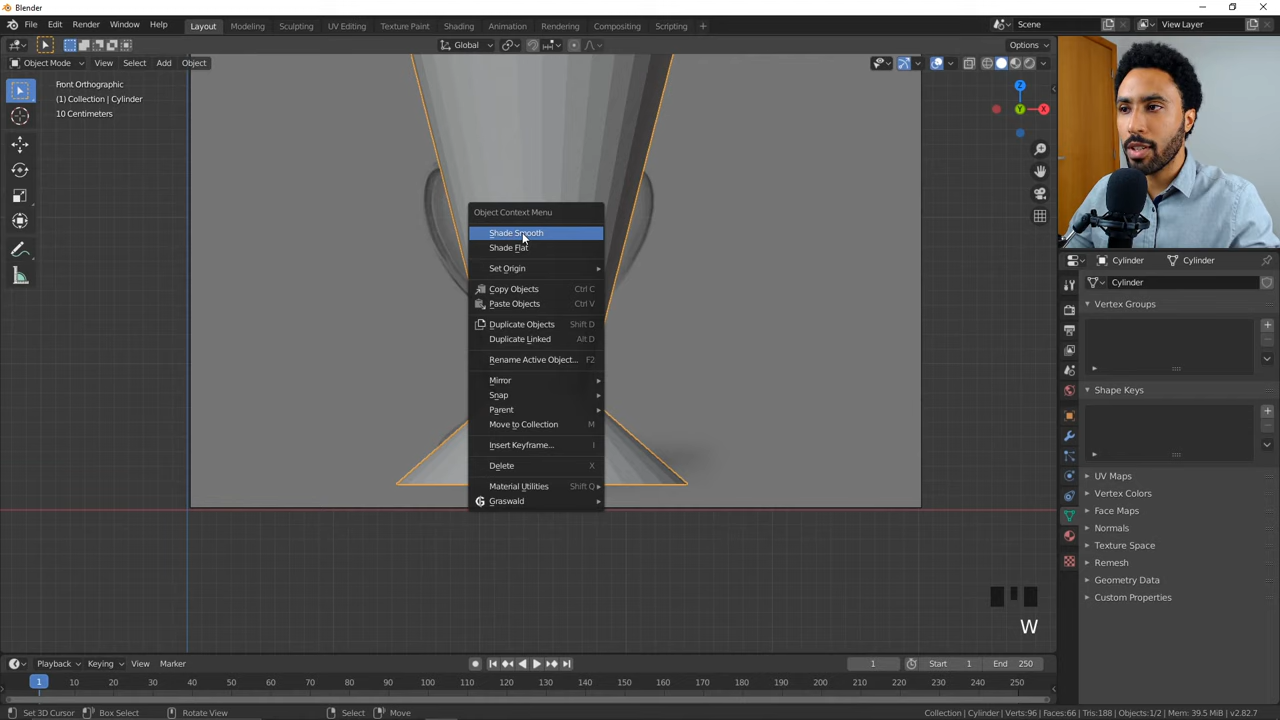 Blender
File Edit Render Window Help
Layout Modeling Sculpting UV Editing Texture Paint Shading Animation Rendering Compositing Scripting +
Scene
View Layer
Global
Options
Object Mode View Select Add Object
Front Orthographic
(1) Collection | Cylinder
10 Centimeters
Z
Y
X
Object Context Menu
Shade Smooth
Shade Flat
Set Origin
Copy Objects Ctrl C
Paste Objects Ctrl V
Duplicate Objects Shift D
Duplicate Linked Alt D
Rename Active Object... F2
Mirror
Snap
Parent
Move to Collection M
Insert Keyframe... I
Delete X
Material Utilities Shift Q
Graswald
W
Cylinder Cylinder
Cylinder
Vertex Groups
Shape Keys
UV Maps
Vertex Colors
Face Maps
Normals
Texture Space
Remesh
Geometry Data
Custom Properties
Playback Keying View Marker
1 Start 1 End 250
1 10 20 30 40 50 60 70 80 90 100 110 120 130 140 150 160 170 180 190 200 210 220 230 240 250
Set 3D Cursor Box Select Rotate View Select Move
Collection | Cylinder | Verts:96 | Faces:66 | Tris:188 | Objects:1/2 | Mem: 39.5 MiB | v2.82.7